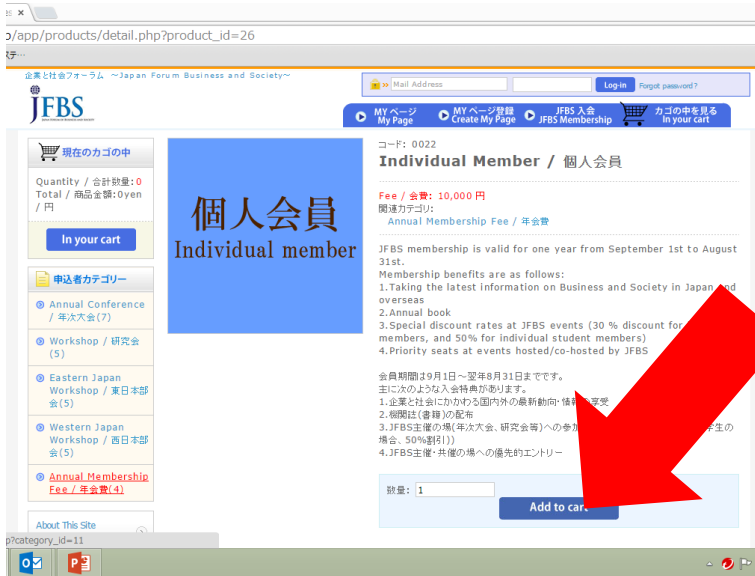 o/app/products/detail.php?product_id=26
企業と社会フォーラム ～Japan Forum Business and Society～
JFBS
Mail Address
Log-in
Forgot password?
MY ページ
My Page
MY ページ登録
Create My Page
JFBS 入会
JFBS Membership
カゴの中を見る
In your cart
現在のカゴの中
Quantity / 合計数量:0
Total / 商品金額:0yen
/ 円
In your cart
申込者カテゴリー
Annual Conference
/ 年次大会(7)
Workshop / 研究会
(5)
Eastern Japan
Workshop / 東日本部
会(5)
Western Japan
Workshop / 西日本部
会(5)
Annual Membership
Fee / 年会費(4)
About This Site
p?category_id=11
個人会員
Individual member
コード: 0022
Individual Member / 個人会員
Fee / 会費: 10,000 円
関連カテゴリ:
Annual Membership Fee / 年会費
JFBS membership is valid for one year from September 1st to August
31st.
Membership benefits are as follows:
1.Taking the latest information on Business and Society in Japan and
overseas
2.Annual book
3.Special discount rates at JFBS events (30 % discount for
members, and 50% for individual student members)
4.Priority seats at events hosted/co-hosted by JFBS
会員期間は9月1日～翌年8月31日までです。
主に次のような入会特典があります。
1.企業と社会にかかわる国内外の最新動向・情報の享受
2.機関誌(書籍)の配布
3.JFBS主催の場(年次大会、研究会等)への参 学生の
場合、50%割引))
4.JFBS主催・共催の場への優先的エントリー
数量: 1
Add to cart